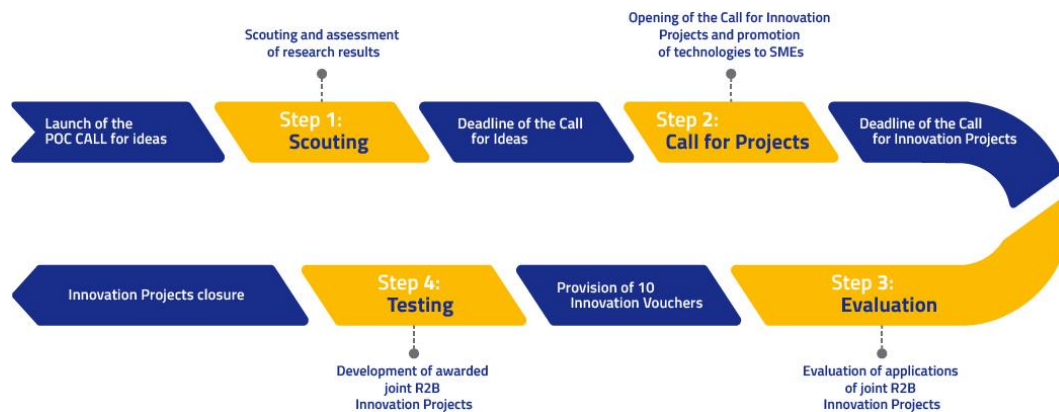 Scouting and assessment
of research results
Opening of the Call for Innovation
Projects and promotion
of technologies to SMEs
Launch of the
POC CALL for ideas
Step 1:
Scouting
Deadline of the Call
for Ideas
Step 2:
Call for Projects
Deadline of the Call
for Innovation Projects
Step 3:
Evaluation
Evaluation of applications
of joint R2B
Innovation Projects
Provision of 10
Innovation Vouchers
Step 4:
Testing
Development of awarded
joint R2B
Innovation Projects
Innovation Projects closure